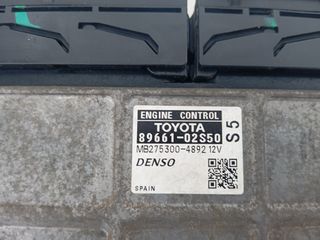 ENGINE CONTROL
TOYOTA
89661-02S50
S5
MB275300-4892 12V
DENSO
SPAIN